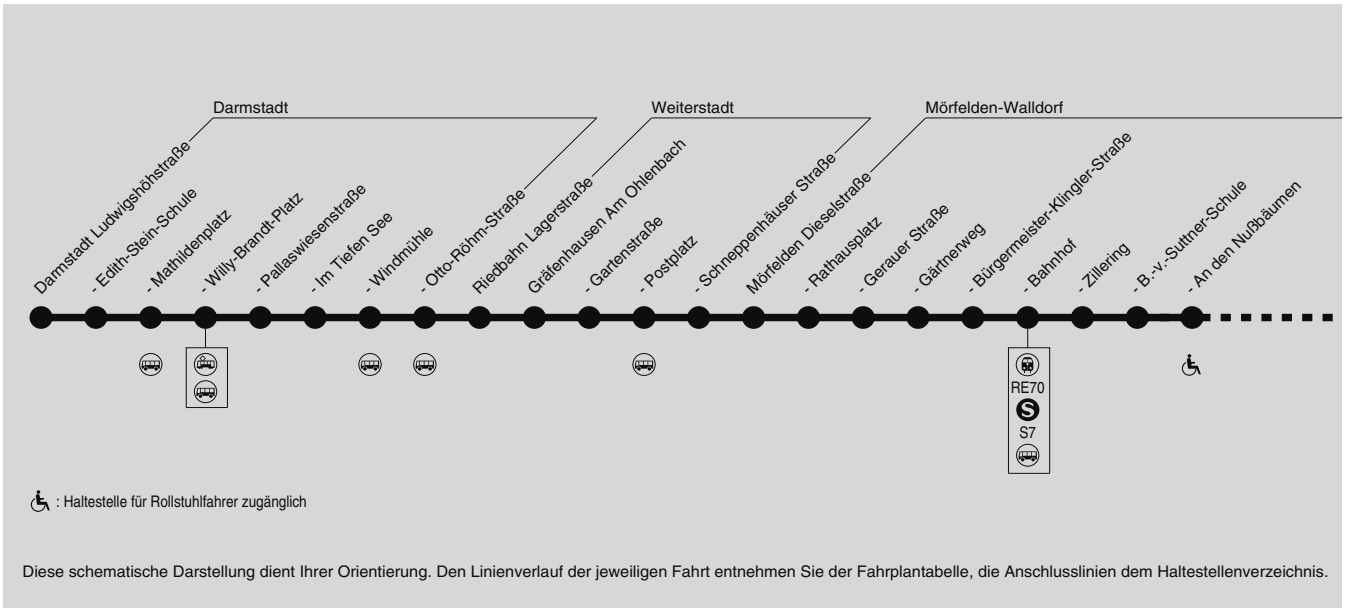 Darmstadt
Weiterstadt
Mörfelden-Walldorf
Darmstadt Ludwigshöhstraße
- Edith-Stein-Schule
- Mathildenplatz
- Willy-Brandt-Platz
- Pallaswiesenstraße
- Im Tiefen See
- Windmühle
- Otto-Röhm-Straße
Riedbahn Lagerstraße
Gräfenhausen Am Ohlenbach
- Gartenstraße
- Postplatz
- Schneppenhäuser Straße
Mörfelden Dieselstraße
- Rathausplatz
- Gerauer Straße
- Gärtnerweg
- Bürgermeister-Klingler-Straße
- Bahnhof
- Zillering
- B.-v.-Suttner-Schule
- An den Nußbäumen
RE70
S
S7
: Haltestelle für Rollstuhlfahrer zugänglich
Diese schematische Darstellung dient Ihrer Orientierung. Den Linienverlauf der jeweiligen Fahrt entnehmen Sie der Fahrplantabelle, die Anschlusslinien dem Haltestellenverzeichnis.